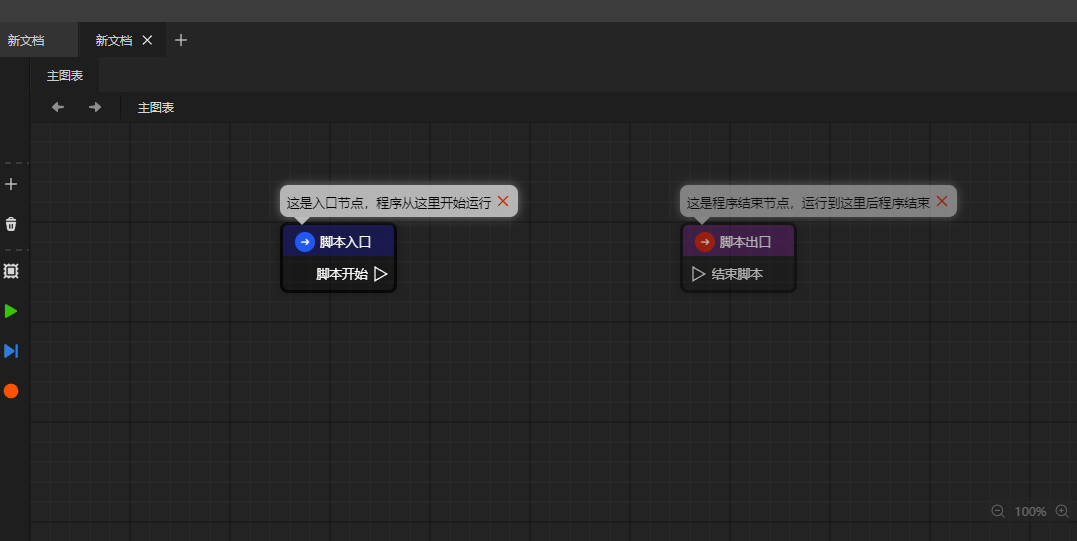 新文档
新文档
主图表
主图表
这是入口节点，程序从这里开始运行
这是程序结束节点，运行到这里后程序结束
脚本入口
脚本开始
脚本出口
结束脚本
100%